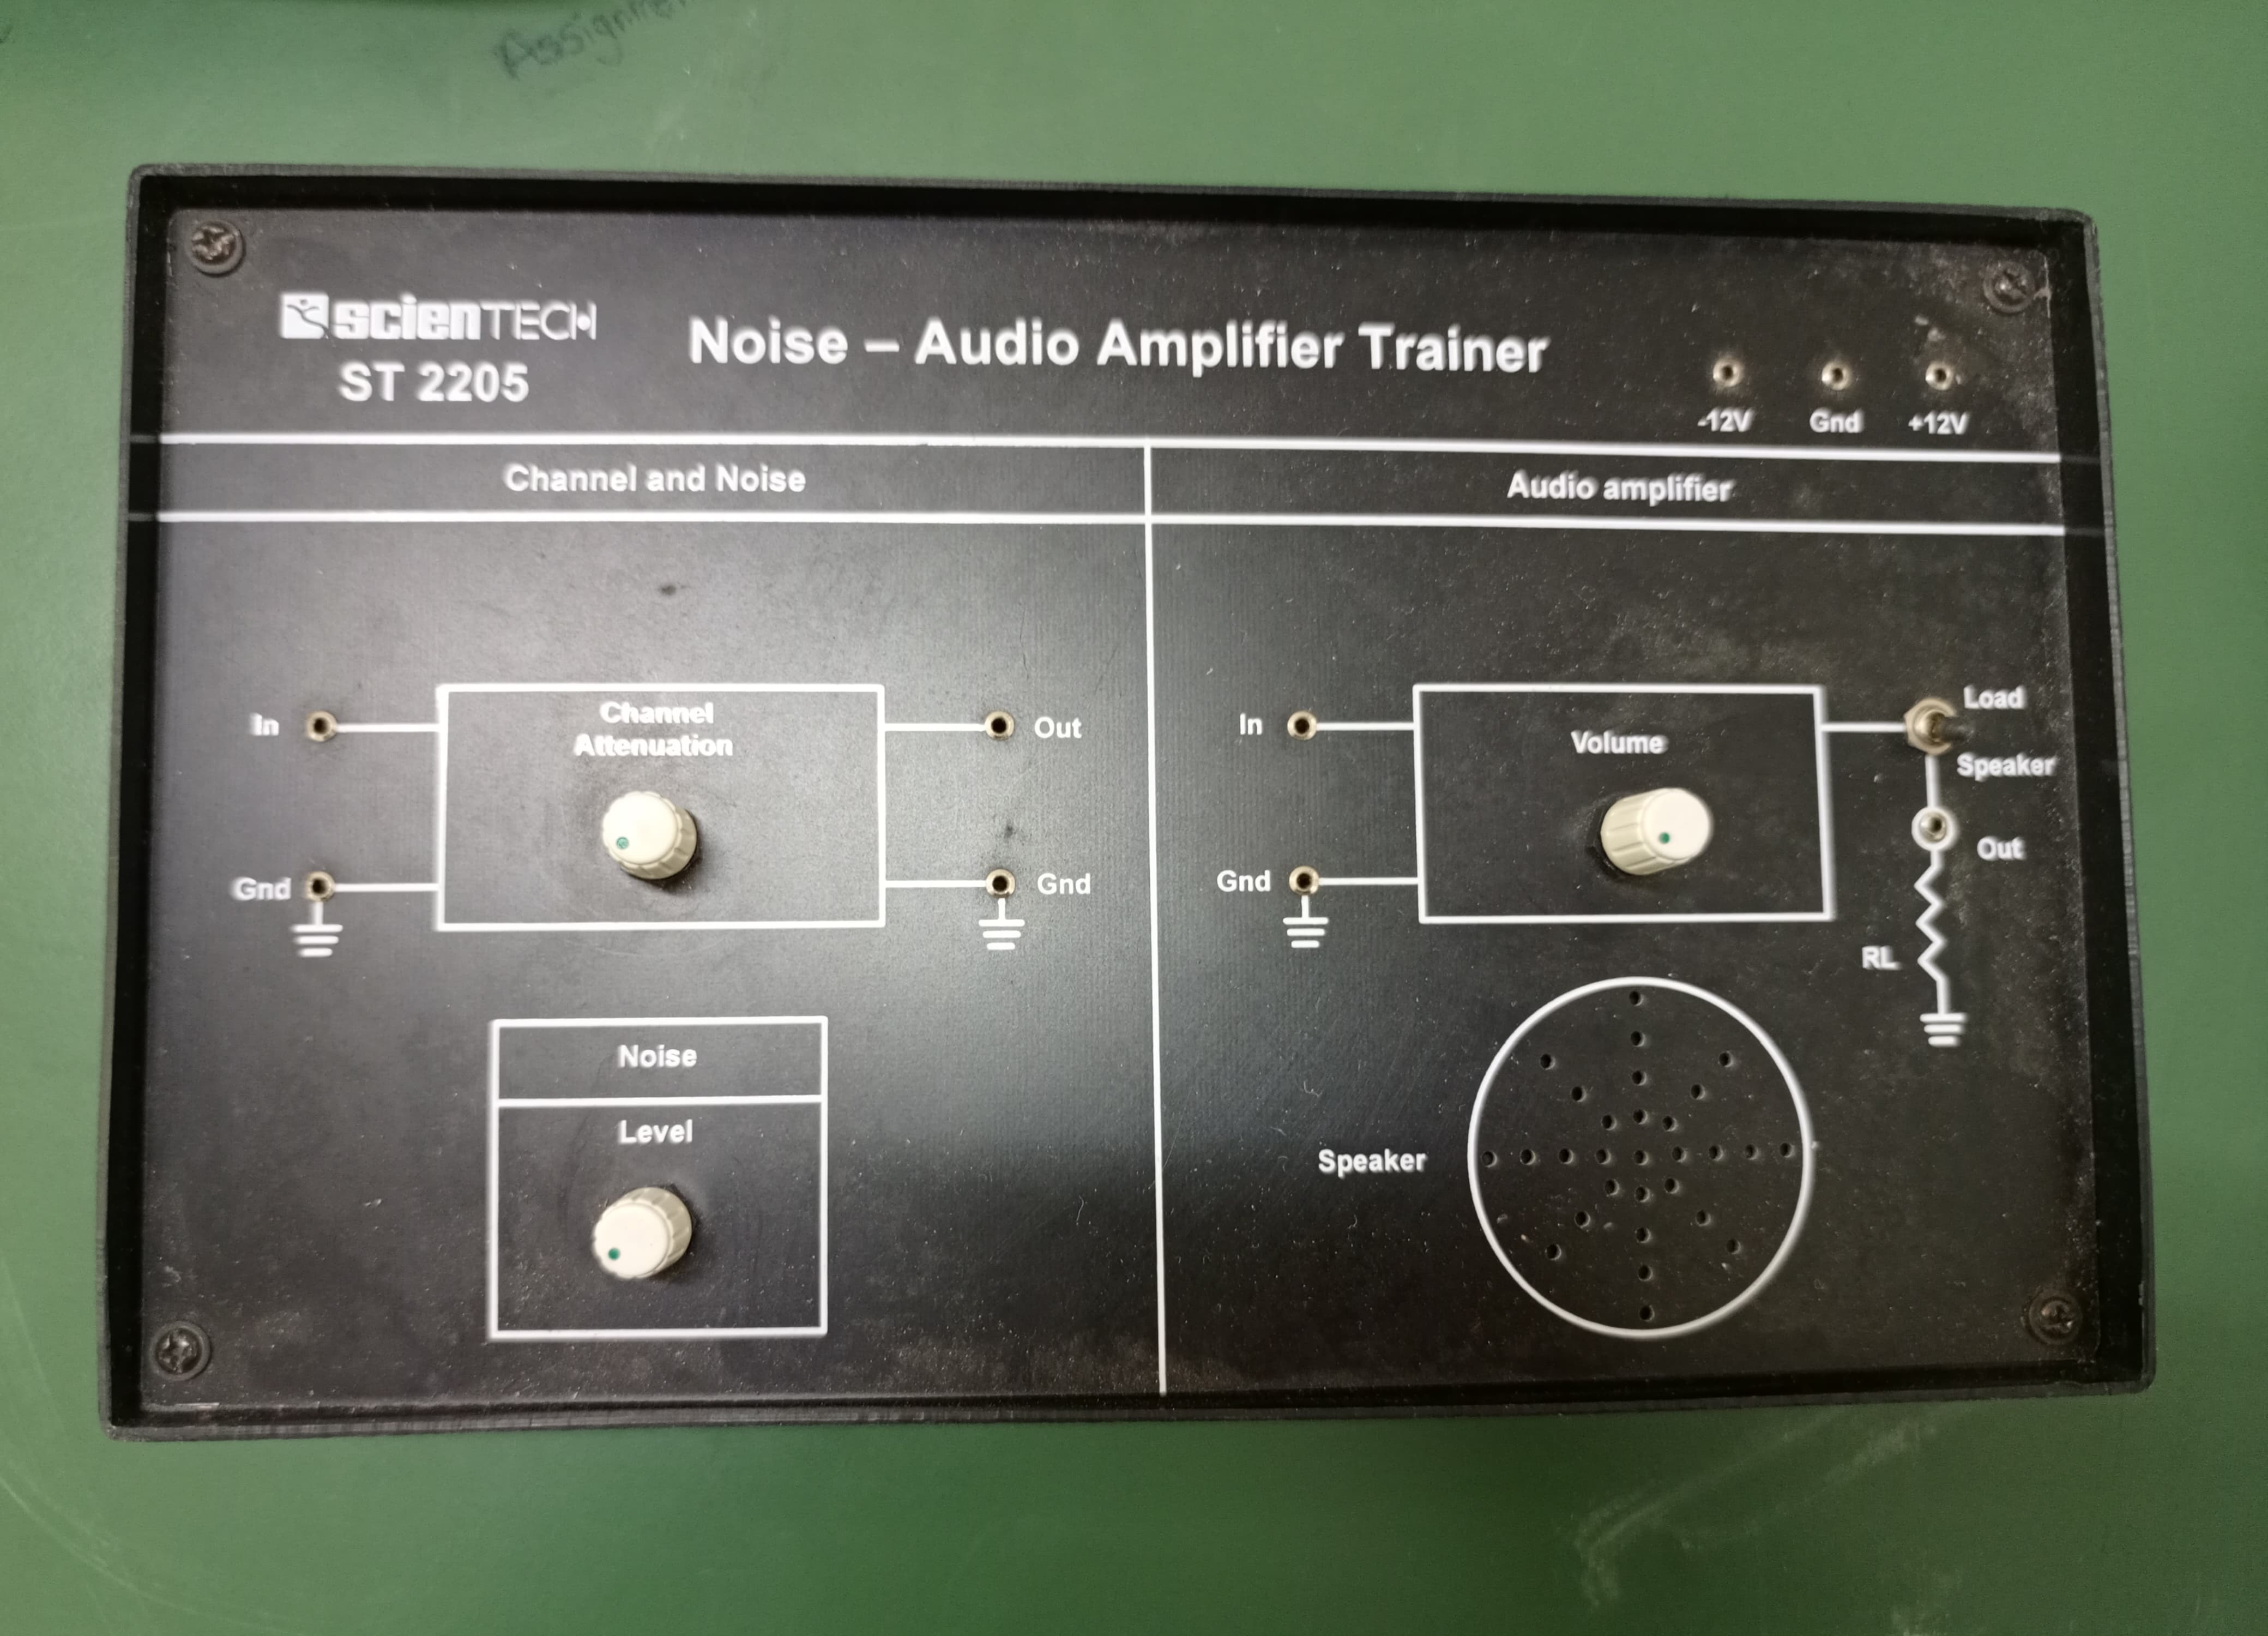 Assignmen
scienTECH
ST 2205
Noise – Audio Amplifier Trainer
-12V Gnd +12V
Channel and Noise
Audio amplifier
In
Channel
Attenuation
Out
Gnd
Gnd
Noise
Level
In
Volume
Load
Speaker
Out
Gnd
RL
Speaker